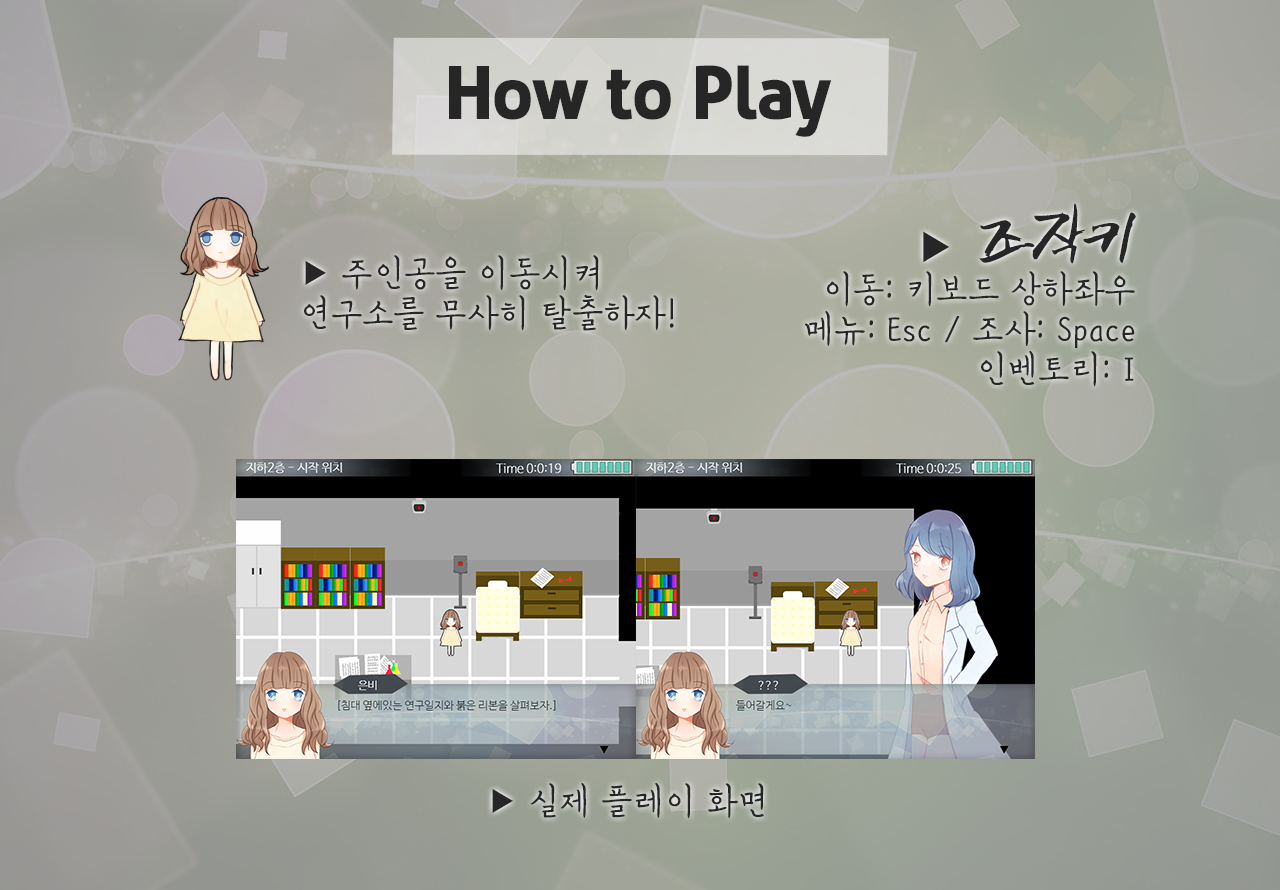 How to Play
▶ 주인공을 이동시켜
연구소를 무사히 탈출하자!
▶ 조작키
이동: 키보드 상하좌우
메뉴: Esc / 조사: Space
인벤토리: I
지하2층 - 시작 위치
Time 0:0:19
은비
[침대 옆에있는 연구일지와 붉은 리본을 살펴보자.]
지하2층 - 시작 위치
Time 0:0:25
???
들어갈게요~
▶ 실제 플레이 화면